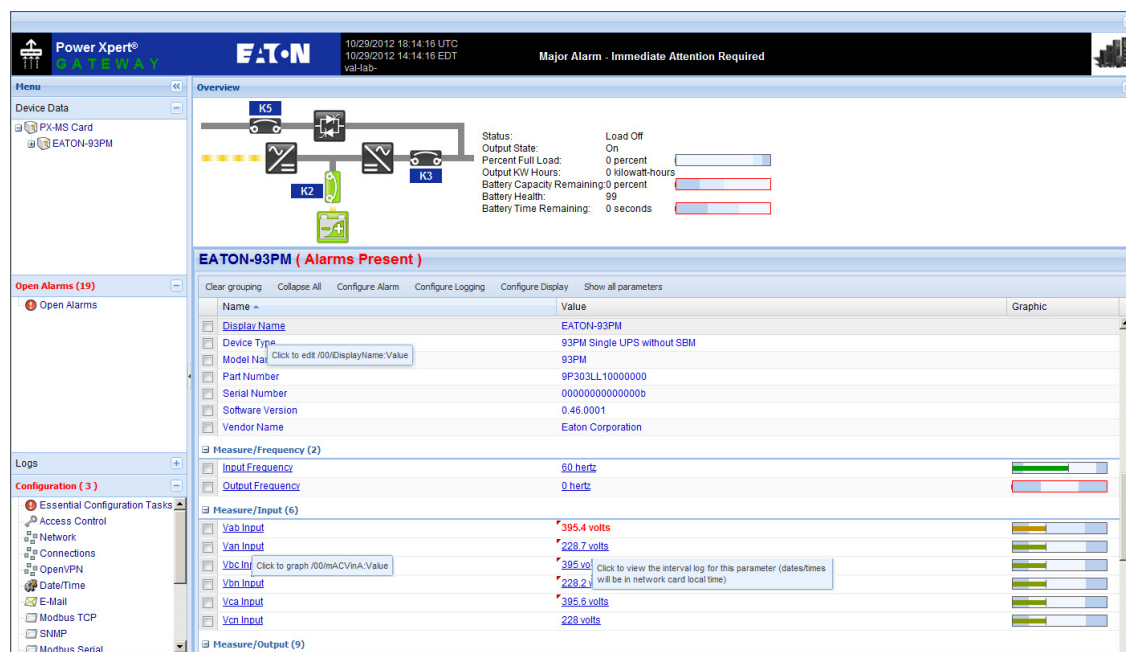 Power Xpert®
GATEWAY
EATON
10/29/2012 18:14:16 UTC
10/29/2012 14:14:16 EDT
val-lab-
Major Alarm - Immediate Attention Required
Menu
Overview
Device Data
PX-MS Card
EATON-93PM
K5
K3
K2
Status: Load Off
Output State: On
Percent Full Load: 0 percent
Output KW Hours: 0 kilowatt-hours
Battery Capacity Remaining:0 percent
Battery Health: 99
Battery Time Remaining: 0 seconds
EATON-93PM ( Alarms Present )
Open Alarms (19)
Open Alarms
Clear grouping Collapse All Configure Alarm Configure Logging Configure Display Show all parameters
Name Value Graphic
Display Name EATON-93PM
Device Type 93PM Single UPS without SBM
Click to edit /00/iDisplayName:Value
Model 93PM
Part Number 9P303LL10000000
Serial Number 00000000000000b
Software Version 0.46.0001
Vendor Name Eaton Corporation
Measure/Frequency (2)
Input Frequency 60 hertz
Output Frequency 0 hertz
Measure/Input (6)
Vab Input 395.4 volts
Van Input 228.7 volts
Vbc 395
Click to graph /00/mACVinA:Value
Click to view the interval log for this parameter (dates/times
will be in network card local time)
Vbn Input 228.2
Vca Input 395.6 volts
Vcn Input 228 volts
Measure/Output (9)
Logs
Configuration ( 3 )
Essential Configuration Tasks
Access Control
Network
Connections
OpenVPN
Date/Time
E-Mail
Modbus TCP
SNMP
Modbus Serial